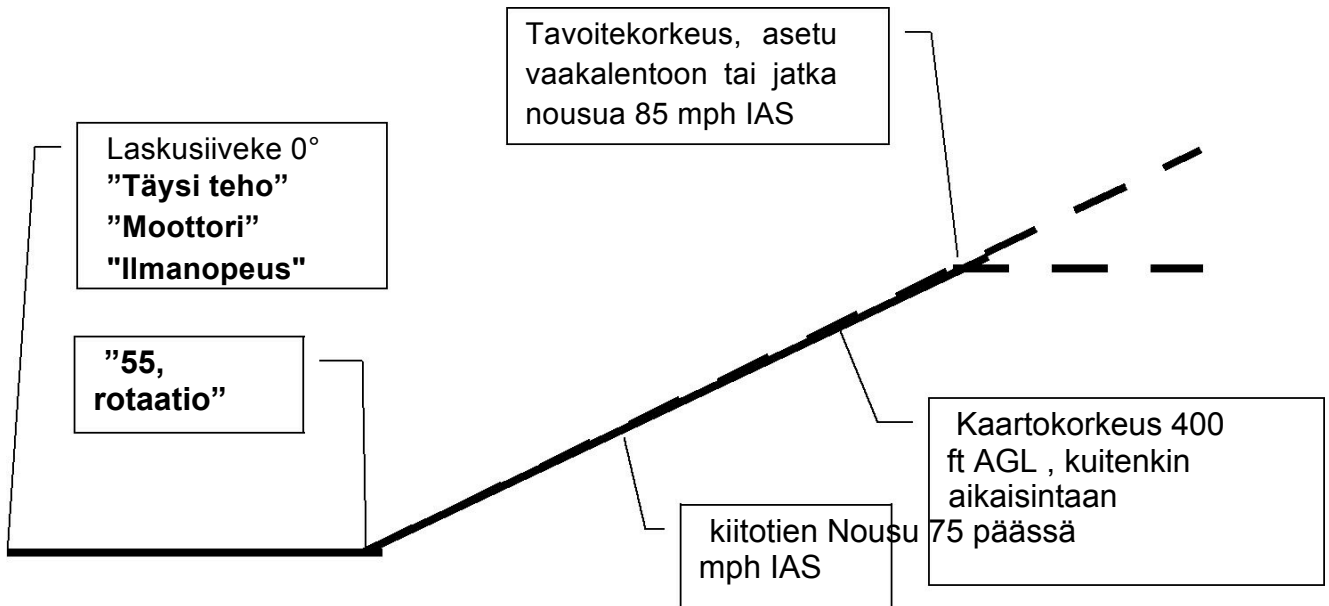 Tavoitekorkeus, asetu
vaakalentoon tai jatka
nousua 85 mph IAS
Laskusiiveke 0°
”Täysi teho”
”Moottori”
"Ilmanopeus"
”55,
rotaatio”
Kaartokorkeus 400
ft AGL , kuitenkin
aikaisintaan
kiitotien Nousu 75 päässä
mph IAS